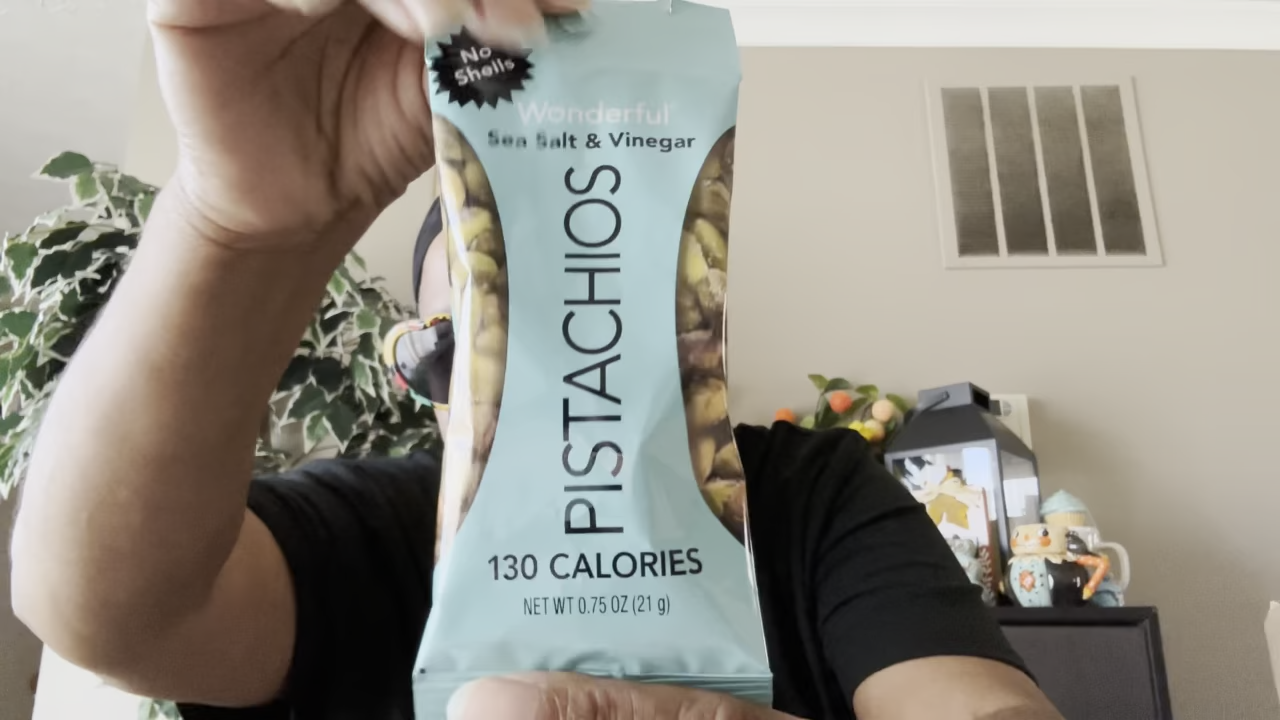 No
Shells
Wonderful
Sea Salt & Vinegar
PISTACHIOS
130 CALORIES
NET WT 0.75 OZ (21 g)